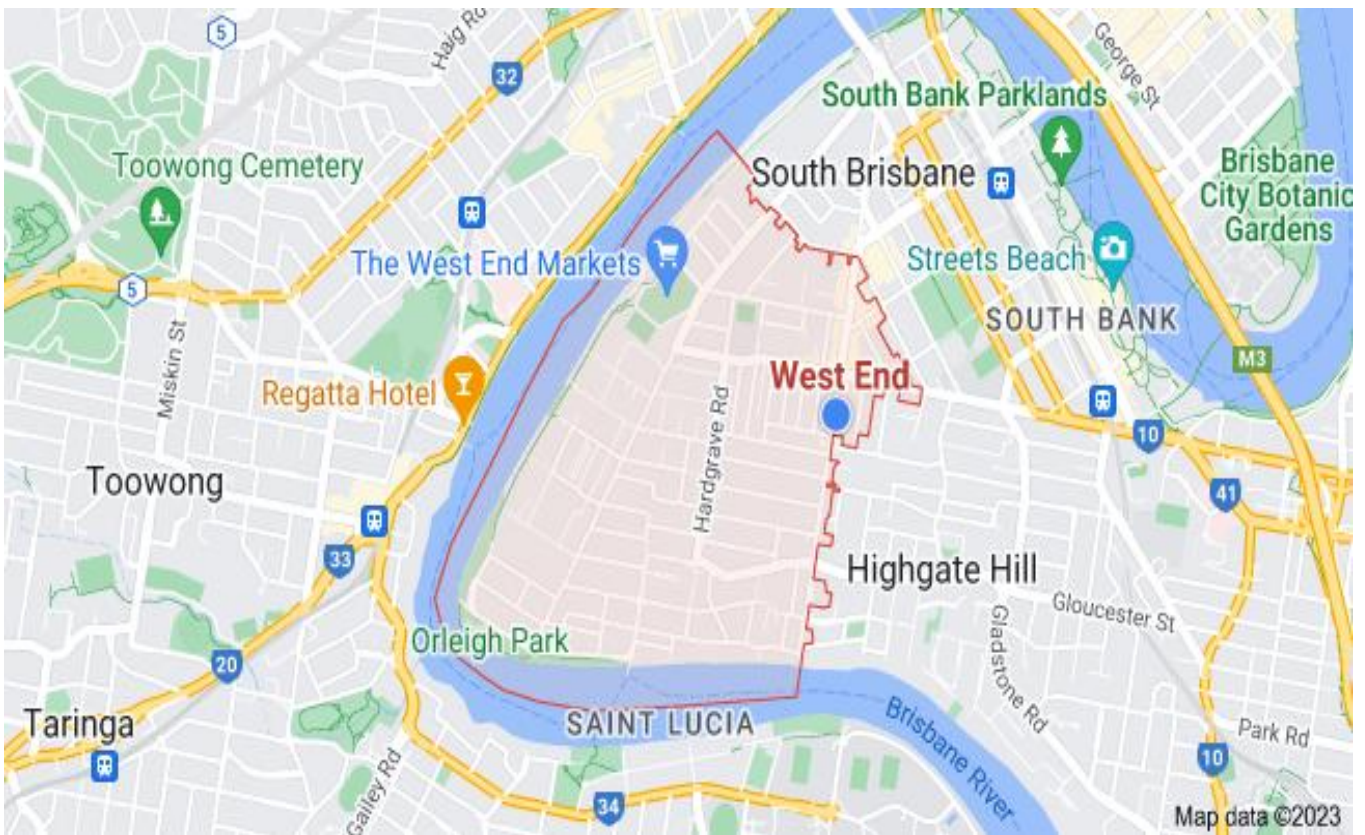 5
Haig Rd
32
George St
South Bank Parklands
Toowong Cemetery
South Brisbane
Brisbane
City Botanic
Gardens
The West End Markets
Streets Beach
5
SOUTH BANK
Miskin St
M3
Regatta Hotel
West End
Hardgrave Rd
10
Toowong
41
33
Highgate Hill
Gloucester St
Orleigh Park
Gladstone Rd
20
SAINT LUCIA
Taringa
Brisbane River
Park Rd
10
Gailey Rd
34
Map data ©2023